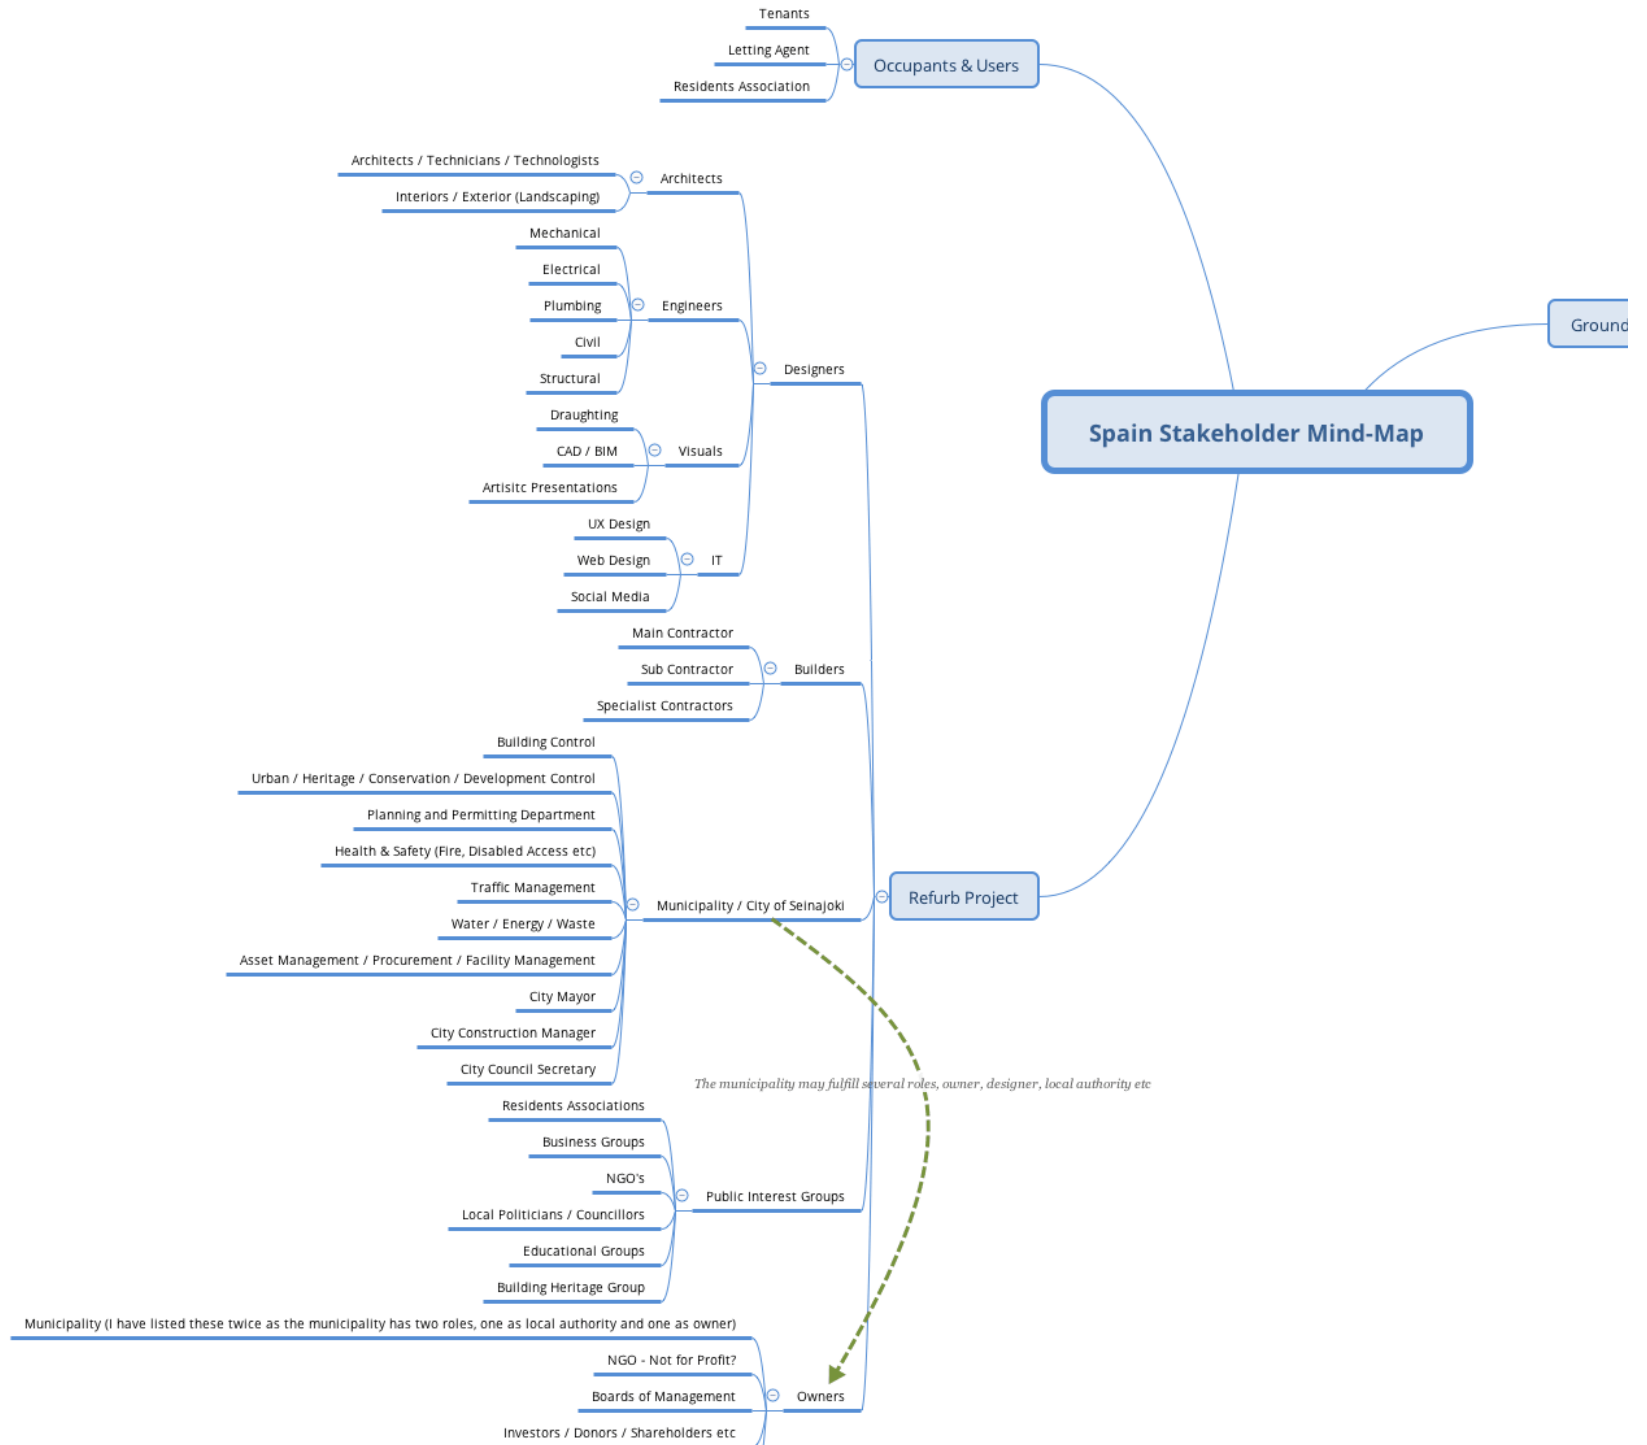 Tenants
Letting Agent
Residents Association
Occupants & Users
Architects / Technicians / Technologists
Interiors / Exterior (Landscaping)
Architects
Mechanical
Electrical
Plumbing
Civil
Structural
Engineers
Draughting
CAD / BIM
Artisitc Presentations
Visuals
UX Design
Web Design
Social Media
IT
Designers
Main Contractor
Sub Contractor
Specialist Contractors
Builders
Building Control
Urban / Heritage / Conservation / Development Control
Planning and Permitting Department
Health & Safety (Fire, Disabled Access etc)
Traffic Management
Water / Energy / Waste
Asset Management / Procurement / Facility Management
City Mayor
City Construction Manager
City Council Secretary
Municipality / City of Seinajoki
The municipality may fulfill several roles, owner, designer, local authority etc
Residents Associations
Business Groups
NGO's
Local Politicians / Councillors
Educational Groups
Building Heritage Group
Public Interest Groups
Municipality (I have listed these twice as the municipality has two roles, one as local authority and one as owner)
NGO - Not for Profit?
Boards of Management
Investors / Donors / Shareholders etc
Owners
Refurb Project
Spain Stakeholder Mind-Map
Ground